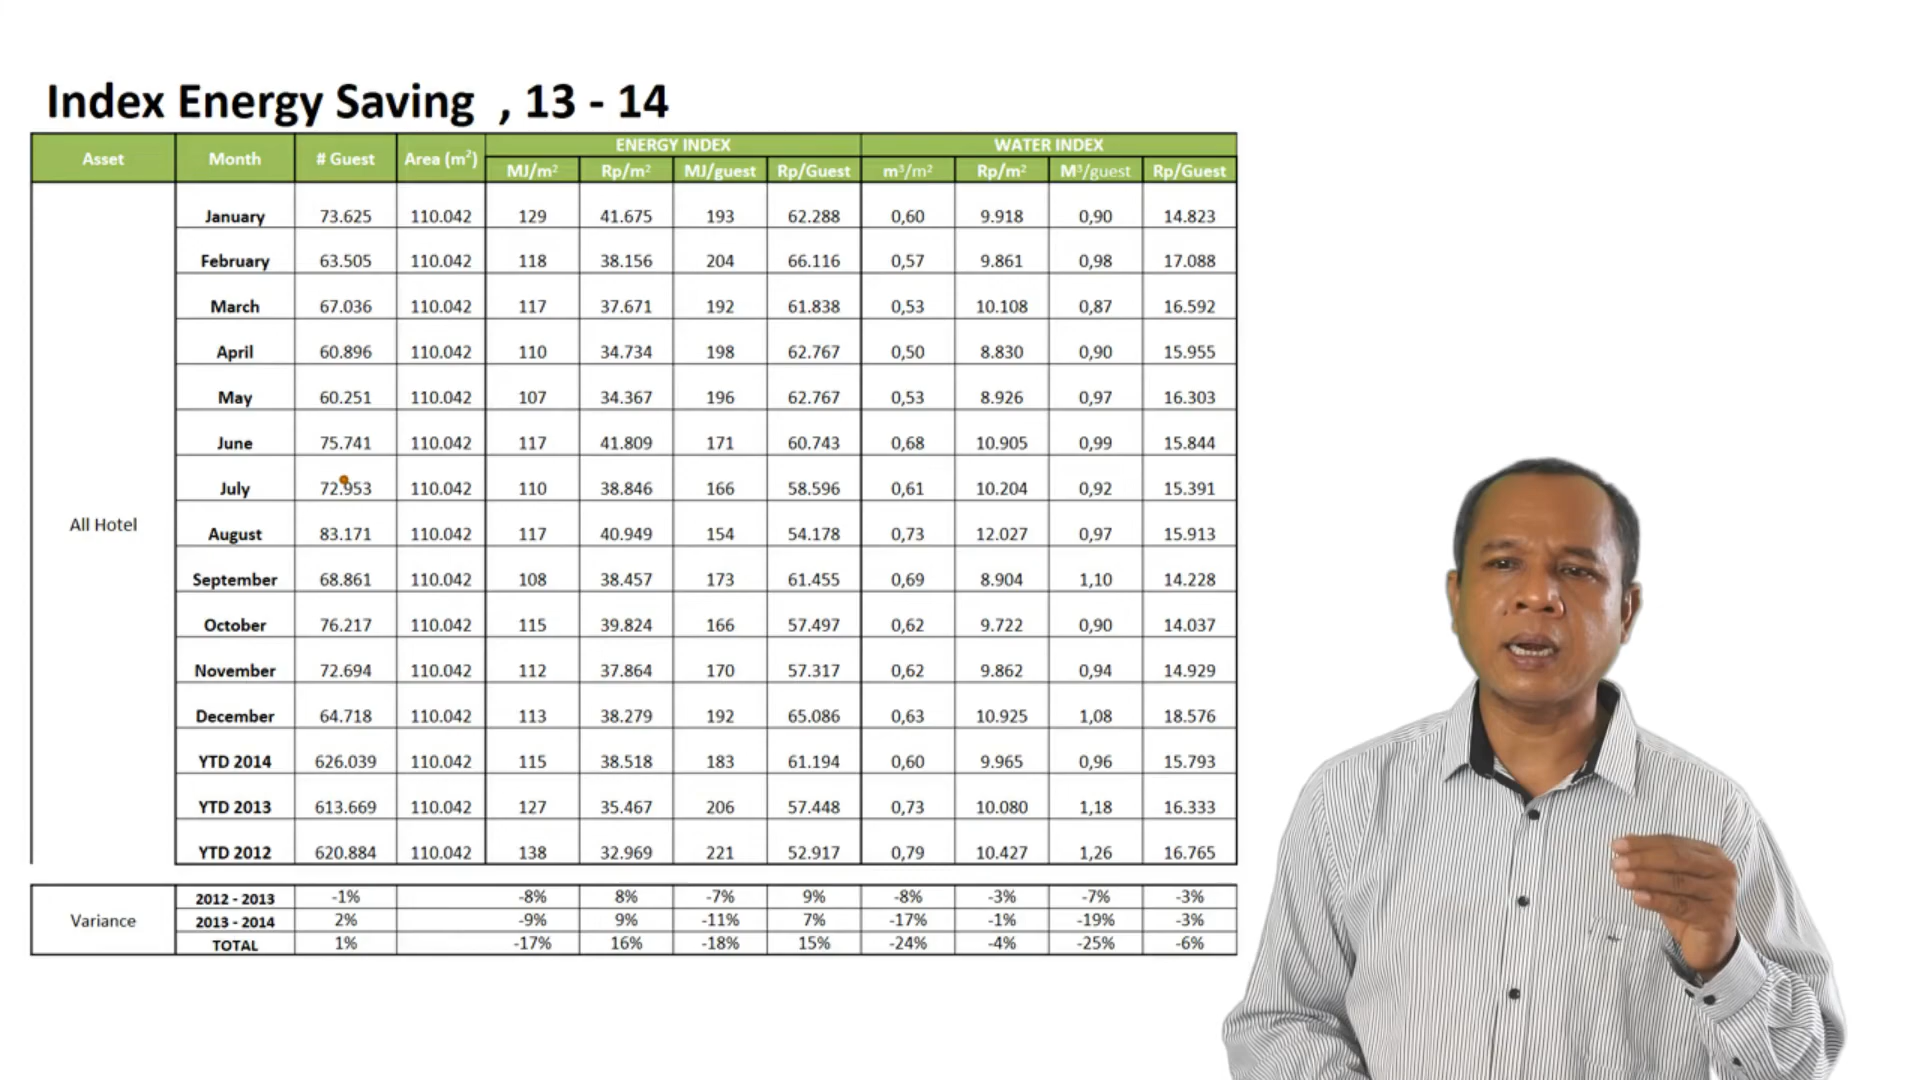 Index Energy Saving , 13 - 14
Asset Month # Guest Area (m²) ENERGY INDEX WATER INDEX
MJ/m² Rp/m² MJ/guest Rp/Guest m³/m² Rp/m² M³/guest Rp/Guest
January 73.625 110.042 129 41.675 193 62.288 0,60 9.918 0,90 14.823
February 63.505 110.042 118 38.156 204 66.116 0,57 9.861 0,98 17.088
March 67.036 110.042 117 37.671 192 61.838 0,53 10.108 0,87 16.592
April 60.896 110.042 110 34.734 198 62.767 0,50 8.830 0,90 15.955
May 60.251 110.042 107 34.367 196 62.767 0,53 8.926 0,97 16.303
June 75.741 110.042 117 41.809 171 60.743 0,68 10.905 0,99 15.844
July 72.953 110.042 110 38.846 166 58.596 0,61 10.204 0,92 15.391
All Hotel
August 83.171 110.042 117 40.949 154 54.178 0,73 12.027 0,97 15.913
September 68.861 110.042 108 38.457 173 61.455 0,69 8.904 1,10 14.228
October 76.217 110.042 115 39.824 166 57.497 0,62 9.722 0,90 14.037
November 72.694 110.042 112 37.864 170 57.317 0,62 9.862 0,94 14.929
December 64.718 110.042 113 38.279 192 65.086 0,63 10.925 1,08 18.576
YTD 2014 626.039 110.042 115 38.518 183 61.194 0,60 9.965 0,96 15.793
YTD 2013 613.669 110.042 127 35.467 206 57.448 0,73 10.080 1,18 16.333
YTD 2012 620.884 110.042 138 32.969 221 52.917 0,79 10.427 1,26 16.765
2012 - 2013 -1% -8% 8% -7% 9% -8% -3% -7% -3%
Variance 2013 - 2014 2% -9% 9% -11% 7% -17% -1% -19% -3%
TOTAL 1% -17% 16% -18% 15% -24% -4% -25% -6%